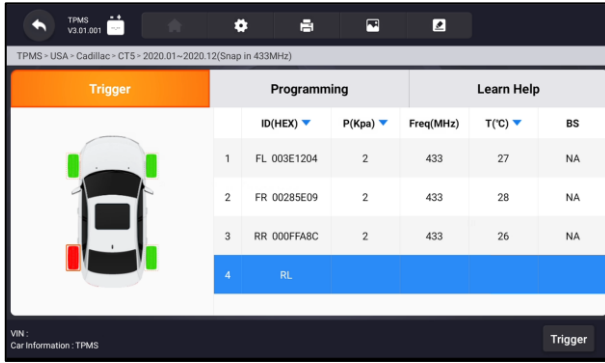 TPMS
V3.01.001
TPMS > USA > Cadillac > CT5 > 2020.01~2020.12(Snap in 433MHz)
Trigger Programming Learn Help
ID(HEX) P(Kpa) Freq(MHz) T(℃) BS
1 FL 003E1204 2 433 27 NA
2 FR 00285E09 2 433 28 NA
3 RR 000FFA8C 2 433 26 NA
4 RL
VIN :
Car Information : TPMS
Trigger